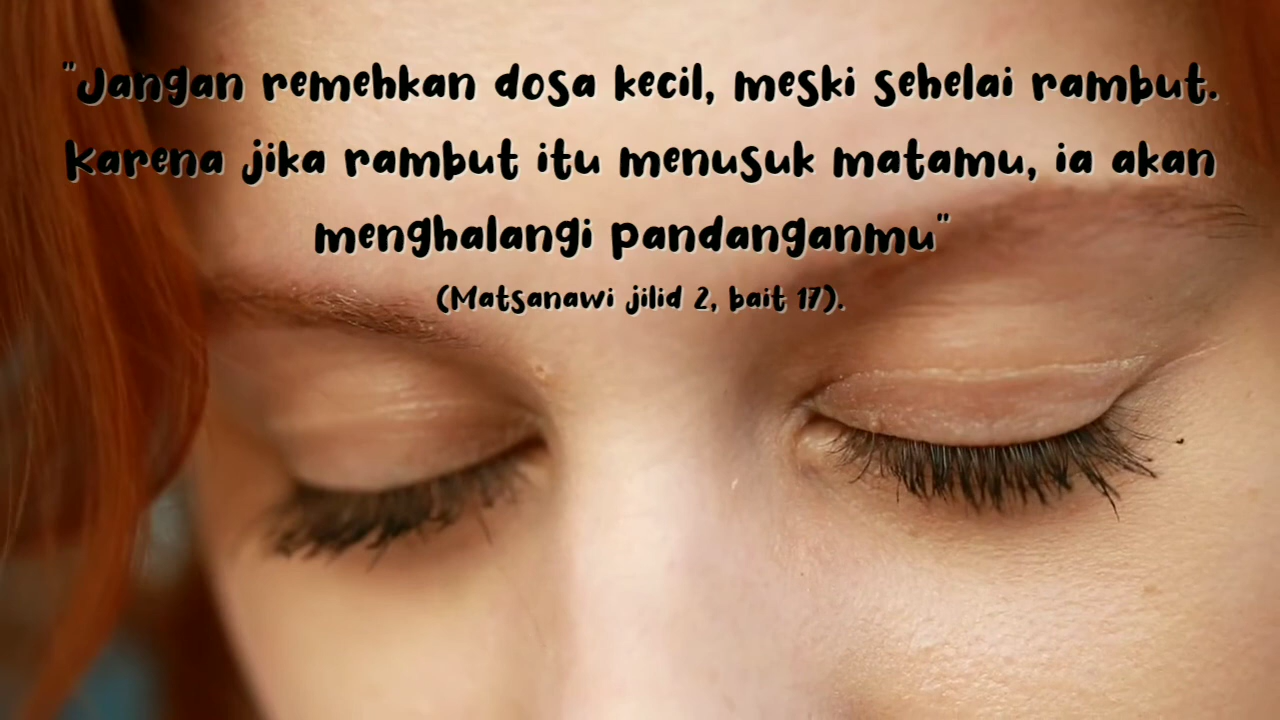 "Jangan remehkan dosa kecil, meski sehelai rambut.
Karena jika rambut itu menusuk matamu, ia akan
menghalangi pandanganmu"
(Matsanawi jilid 2, bait 17).